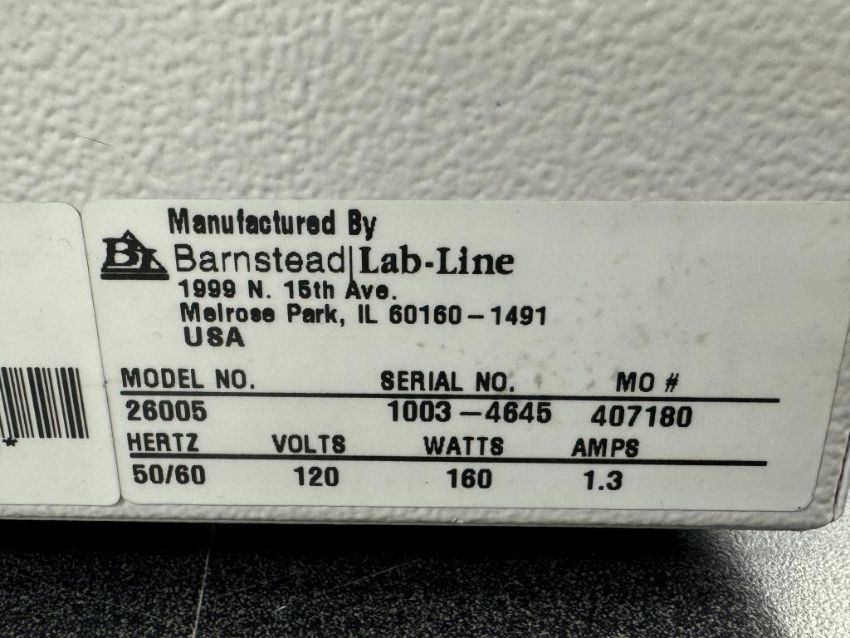 Manufactured By
BLL Barnstead|Lab-Line
1999 N. 15th Ave.
Melrose Park, IL 60160-1491
USA
MODEL NO. SERIAL NO. MO #
26005 1003-4645 407180
HERTZ VOLTS WATTS AMPS
50/60 120 160 1.3
*